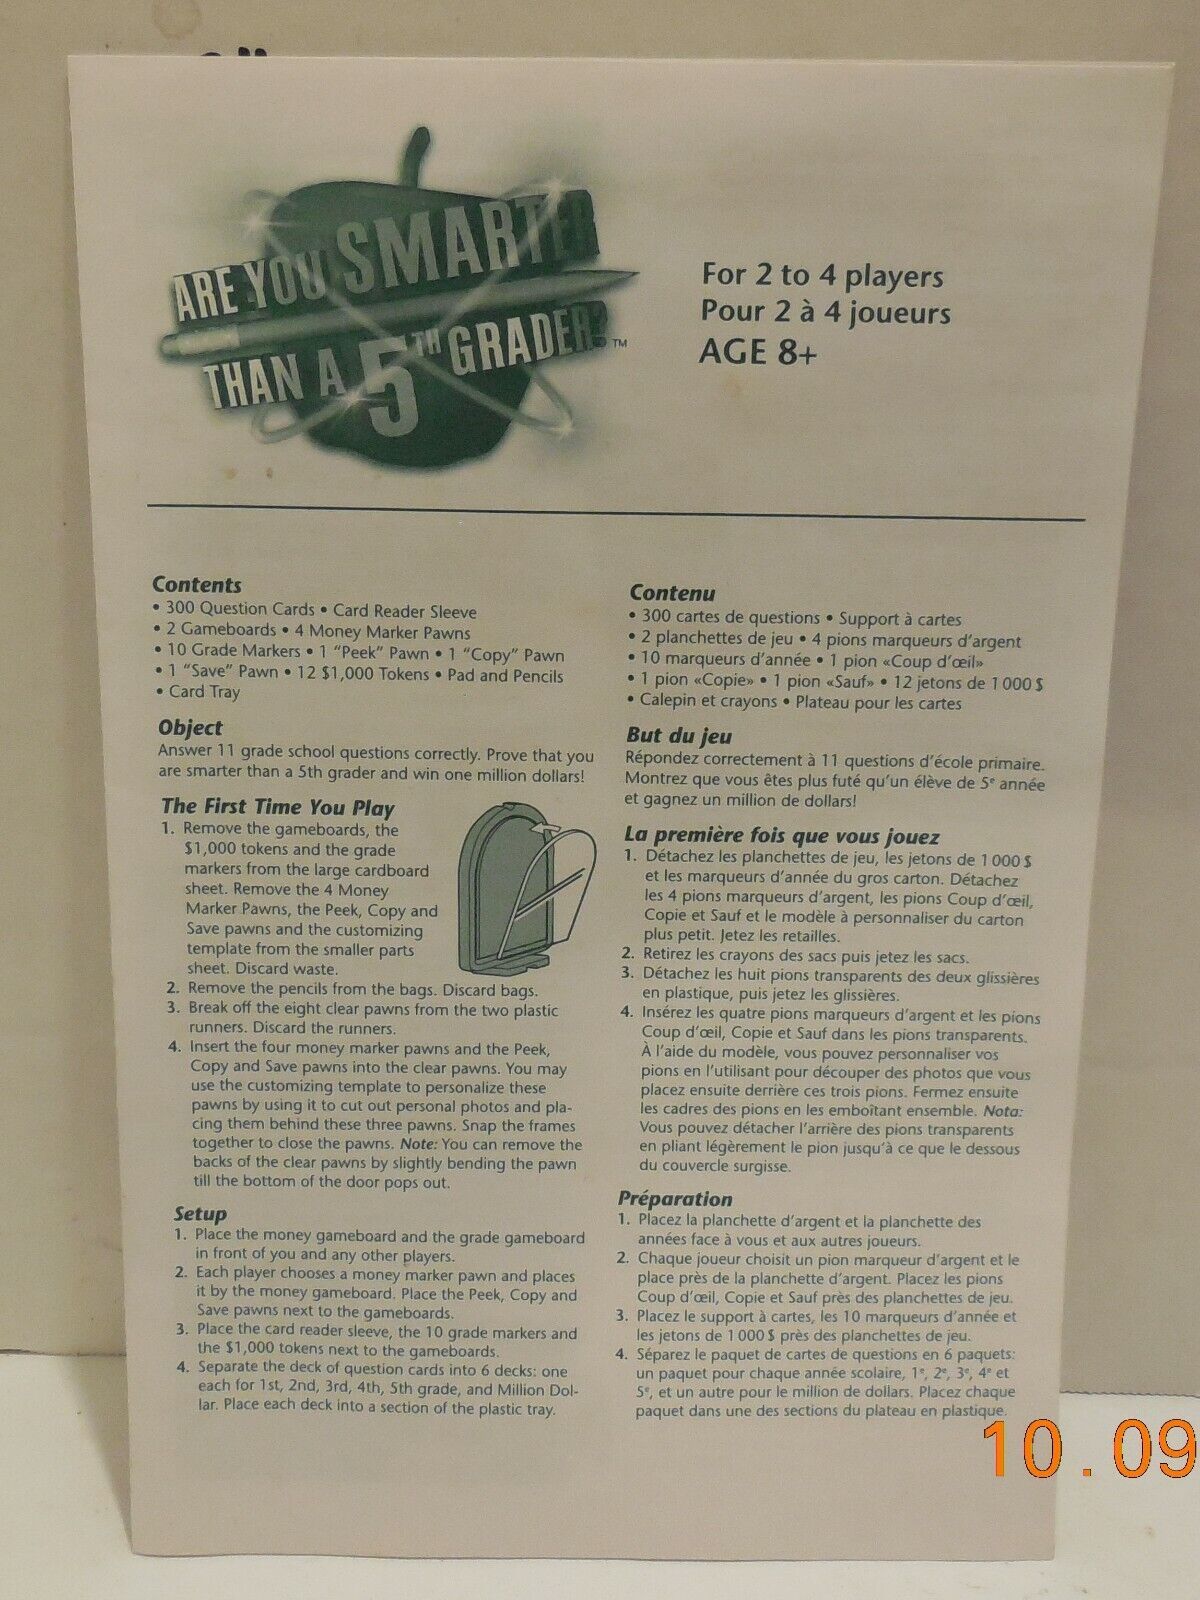 ARE YOU SMARTER
THAN A 5TH GRADER?™
For 2 to 4 players
Pour 2 à 4 joueurs
AGE 8+
Contents
• 300 Question Cards • Card Reader Sleeve
• 2 Gameboards • 4 Money Marker Pawns
• 10 Grade Markers • 1 "Peek" Pawn • 1 "Copy" Pawn
• 1 "Save" Pawn • 12 $1,000 Tokens • Pad and Pencils
• Card Tray
Object
Answer 11 grade school questions correctly. Prove that you
are smarter than a 5th grader and win one million dollars!
The First Time You Play
1. Remove the gameboards, the
$1,000 tokens and the grade
markers from the large cardboard
sheet. Remove the 4 Money
Marker Pawns, the Peek, Copy and
Save pawns and the customizing
template from the smaller parts
sheet. Discard waste.
2. Remove the pencils from the bags. Discard bags.
3. Break off the eight clear pawns from the two plastic
runners. Discard the runners.
4. Insert the four money marker pawns and the Peek,
Copy and Save pawns into the clear pawns. You may
use the customizing template to personalize these
pawns by using it to cut out personal photos and pla-
cing them behind these three pawns. Snap the frames
together to close the pawns. Note: You can remove the
backs of the clear pawns by slightly bending the pawn
till the bottom of the door pops out.
Setup
1. Place the money gameboard and the grade gameboard
in front of you and any other players.
2. Each player chooses a money marker pawn and places
it by the money gameboard. Place the Peek, Copy and
Save pawns next to the gameboards.
3. Place the card reader sleeve, the 10 grade markers and
the $1,000 tokens next to the gameboards.
4. Separate the deck of question cards into 6 decks: one
each for 1st, 2nd, 3rd, 4th, 5th grade, and Million Dol-
lar. Place each deck into a section of the plastic tray.
Contenu
• 300 cartes de questions • Support à cartes
• 2 planchettes de jeu • 4 pions marqueurs d'argent
• 10 marqueurs d'année • 1 pion «Coup d'œil»
• 1 pion «Copie» • 1 pion «Sauf» • 12 jetons de 1 000 $
• Calepin et crayons • Plateau pour les cartes
But du jeu
Répondez correctement à 11 questions d'école primaire.
Montrez que vous êtes plus futé qu'un élève de 5e année
et gagnez un million de dollars!
La première fois que vous jouez
1. Détachez les planchettes de jeu, les jetons de 1 000 $
et les marqueurs d'année du gros carton. Détachez
les 4 pions marqueurs d'argent, les pions Coup d'œil,
Copie et Sauf et le modèle à personnaliser du carton
plus petit. Jetez les retailles.
2. Retirez les crayons des sacs puis jetez les sacs.
3. Détachez les huit pions transparents des deux glissières
en plastique, puis jetez les glissières.
4. Insérez les quatre pions marqueurs d'argent et les pions
Coup d'œil, Copie et Sauf dans les pions transparents.
À l'aide du modèle, vous pouvez personnaliser vos
pions en l'utilisant pour découper des photos que vous
placez ensuite derrière ces trois pions. Fermez ensuite
les cadres des pions en les emboîtant ensemble. Nota:
Vous pouvez détacher l'arrière des pions transparents
en pliant légèrement le pion jusqu'à ce que le dessous
du couvercle surgisse.
Préparation
1. Placez la planchette d'argent et la planchette des
années face à vous et aux autres joueurs.
2. Chaque joueur choisit un pion marqueur d'argent et le
place près de la planchette d'argent. Placez les pions
Coup d'œil, Copie et Sauf près des planchettes de jeu.
3. Placez le support à cartes, les 10 marqueurs d'année et
les jetons de 1 000 $ près des planchettes de jeu.
4. Séparez le paquet de cartes de questions en 6 paquets:
un paquet pour chaque année scolaire, 1e, 2e, 3e, 4e et
5e, et un autre pour le million de dollars. Placez chaque
paquet dans une des sections du plateau en plastique.
10.09